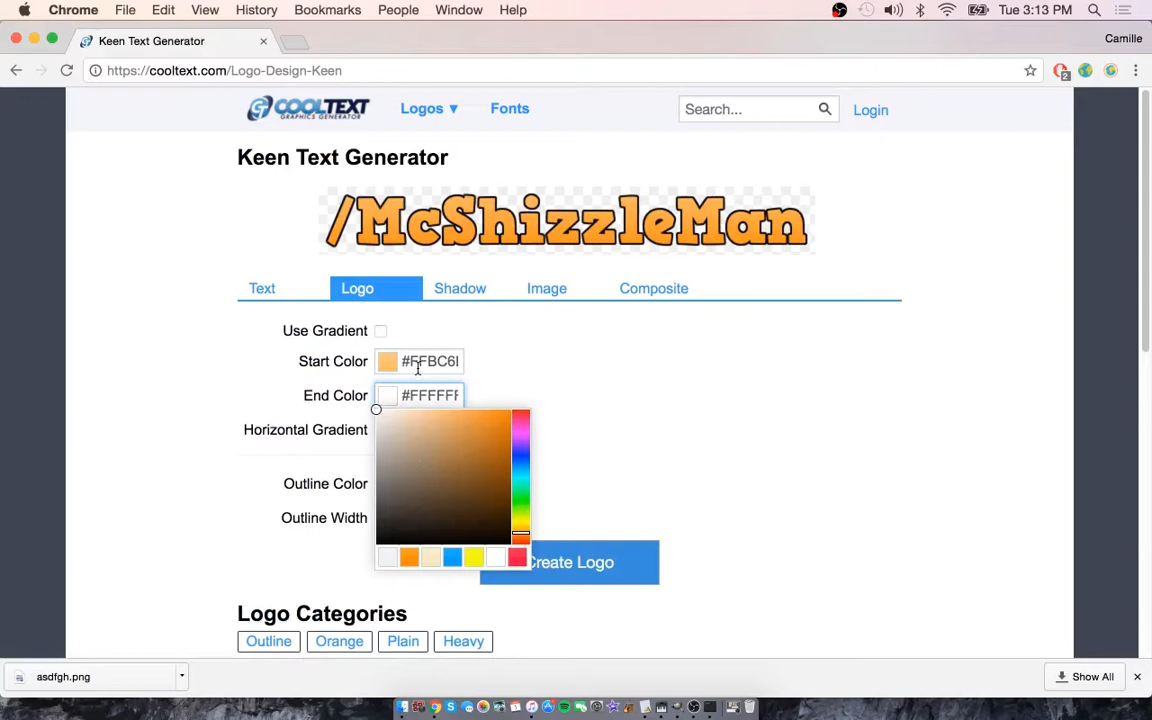 Chrome File Edit View History Bookmarks People Window Help Tue 3:13 PM
Keen Text Generator Camille
https://cooltext.com/Logo-Design-Keen 2
COOLTEXT GRAPHICS GENERATOR Logos ▼ Fonts Search... Login
Keen Text Generator
/McShizzleMan
Text Logo Shadow Image Composite
Use Gradient
Start Color #FFBC6
End Color #FFFFF
Horizontal Gradient
Outline Color
Outline Width
Create Logo
Logo Categories
Outline Orange Plain Heavy
asdfgh.png Show All